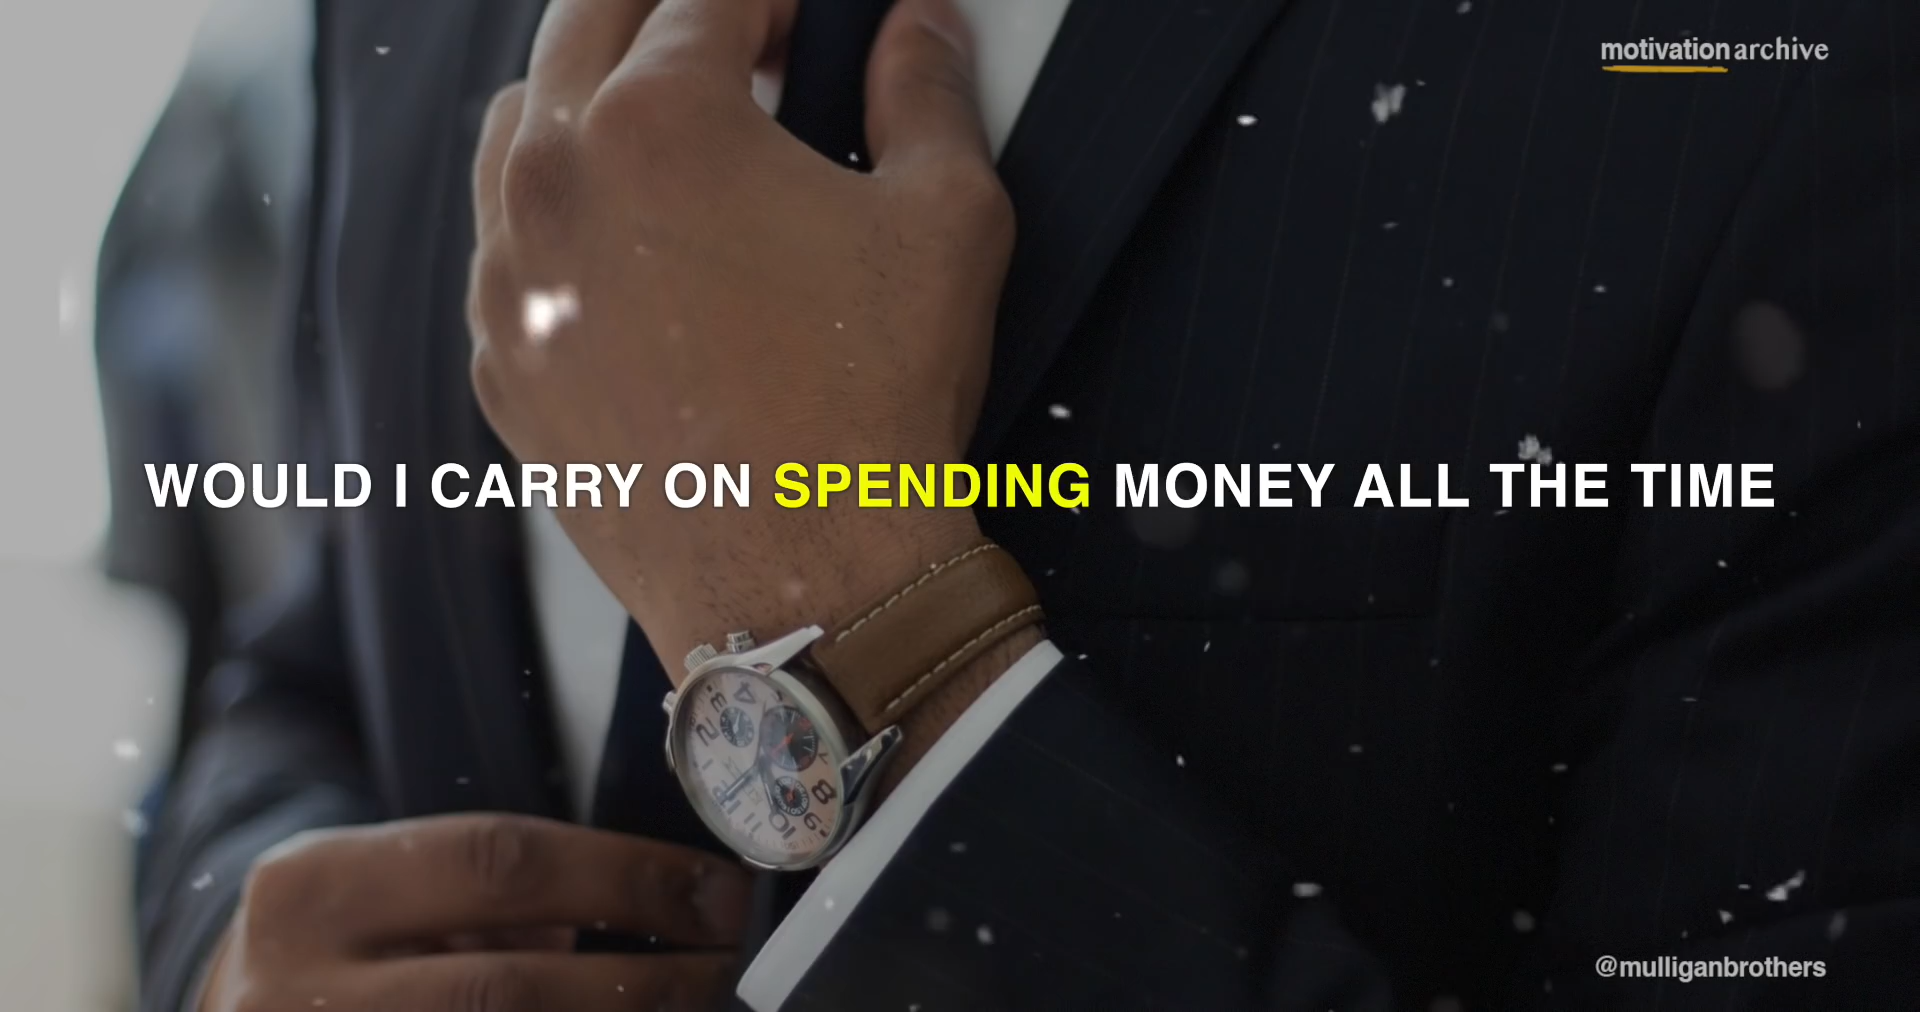 motivationarchive
WOULD I CARRY ON SPENDING MONEY ALL THE TIME
@mulliganbrothers